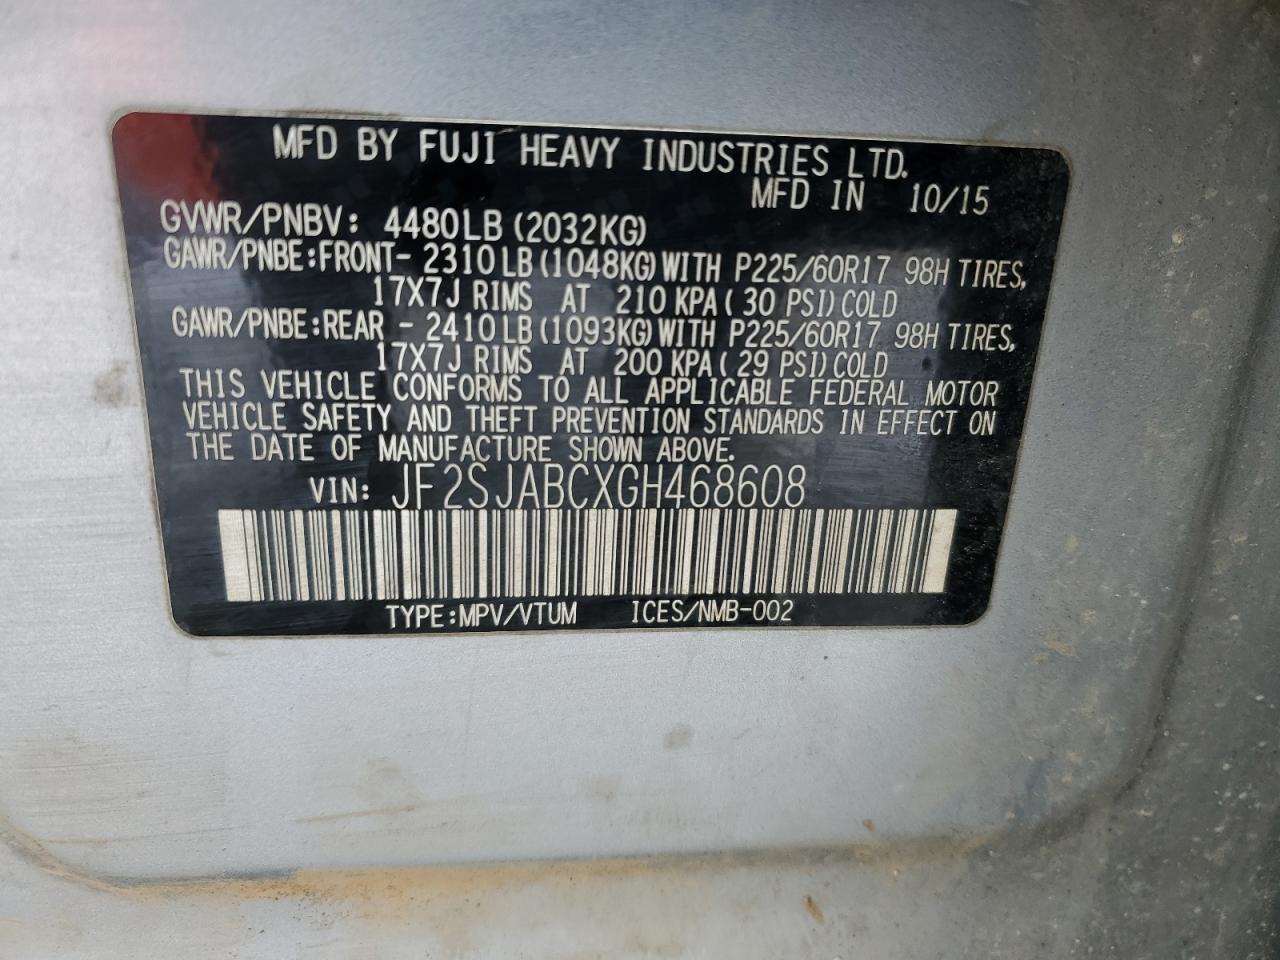 MFD BY FUJI HEAVY INDUSTRIES LTD.
MFD IN 10/15
GVWR/PNBV: 4480LB (2032KG)
GAWR/PNBE:FRONT- 2310LB(1048KG)WITH P225/60R17 98H TIRES,
17X7J RIMS AT 210 KPA( 30 PSI)COLD
GAWR/PNBE:REAR - 2410LB(1093KG)WITH P225/60R17 98H TIRES,
17X7J RIMS AT 200 KPA( 29 PSI)COLD
THIS VEHICLE CONFORMS TO ALL APPLICABLE FEDERAL MOTOR
VEHICLE SAFETY AND THEFT PREVENTION STANDARDS IN EFFECT ON
THE DATE OF MANUFACTURE SHOWN ABOVE.
VIN: JF2SJABCXGH468608
TYPE:MPV/VTUM ICES/NMB-002